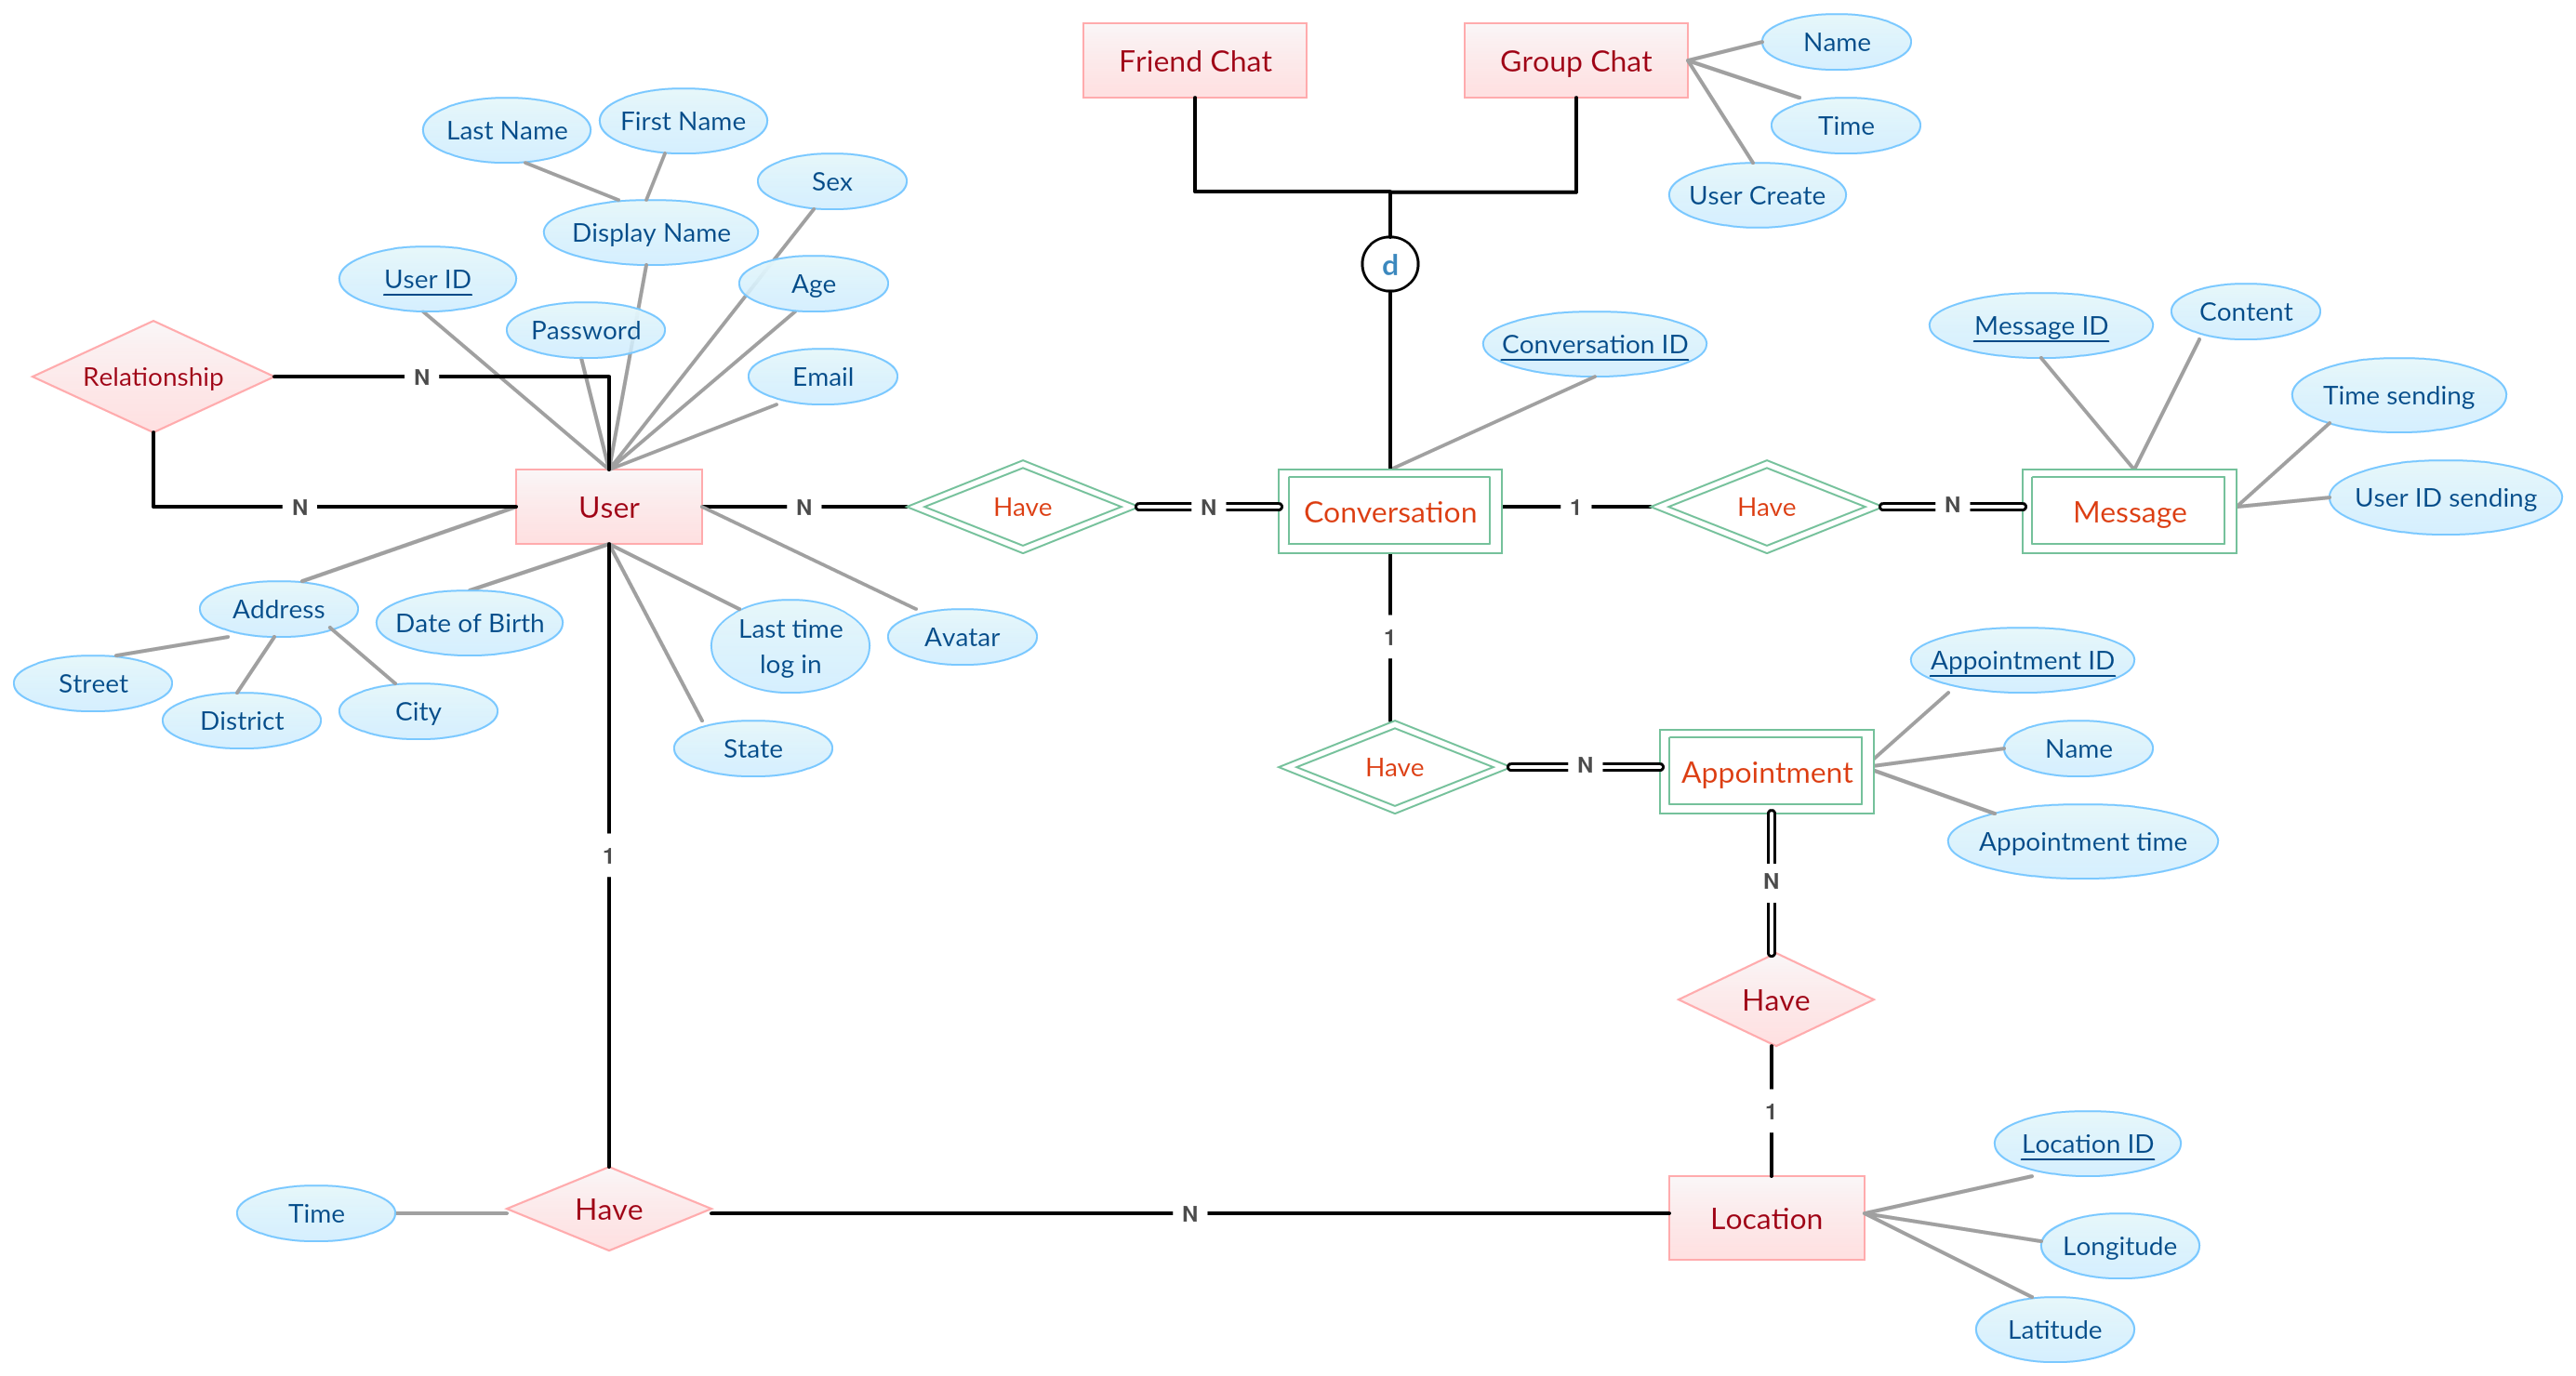 Friend Chat
Group Chat
Name
Time
User Create
Last Name
First Name
Sex
Display Name
User ID
Age
Password
Email
d
Conversation ID
Message ID
Content
Time sending
User ID sending
Relationship
N
N
User
N
Have
N
Conversation
1
Have
N
Message
Address
Date of Birth
Last time
log in
Avatar
Street
District
City
State
1
Appointment ID
Name
Appointment time
Have
N
Appointment
1
N
Have
1
Location ID
Longitude
Latitude
Time
Have
N
Location